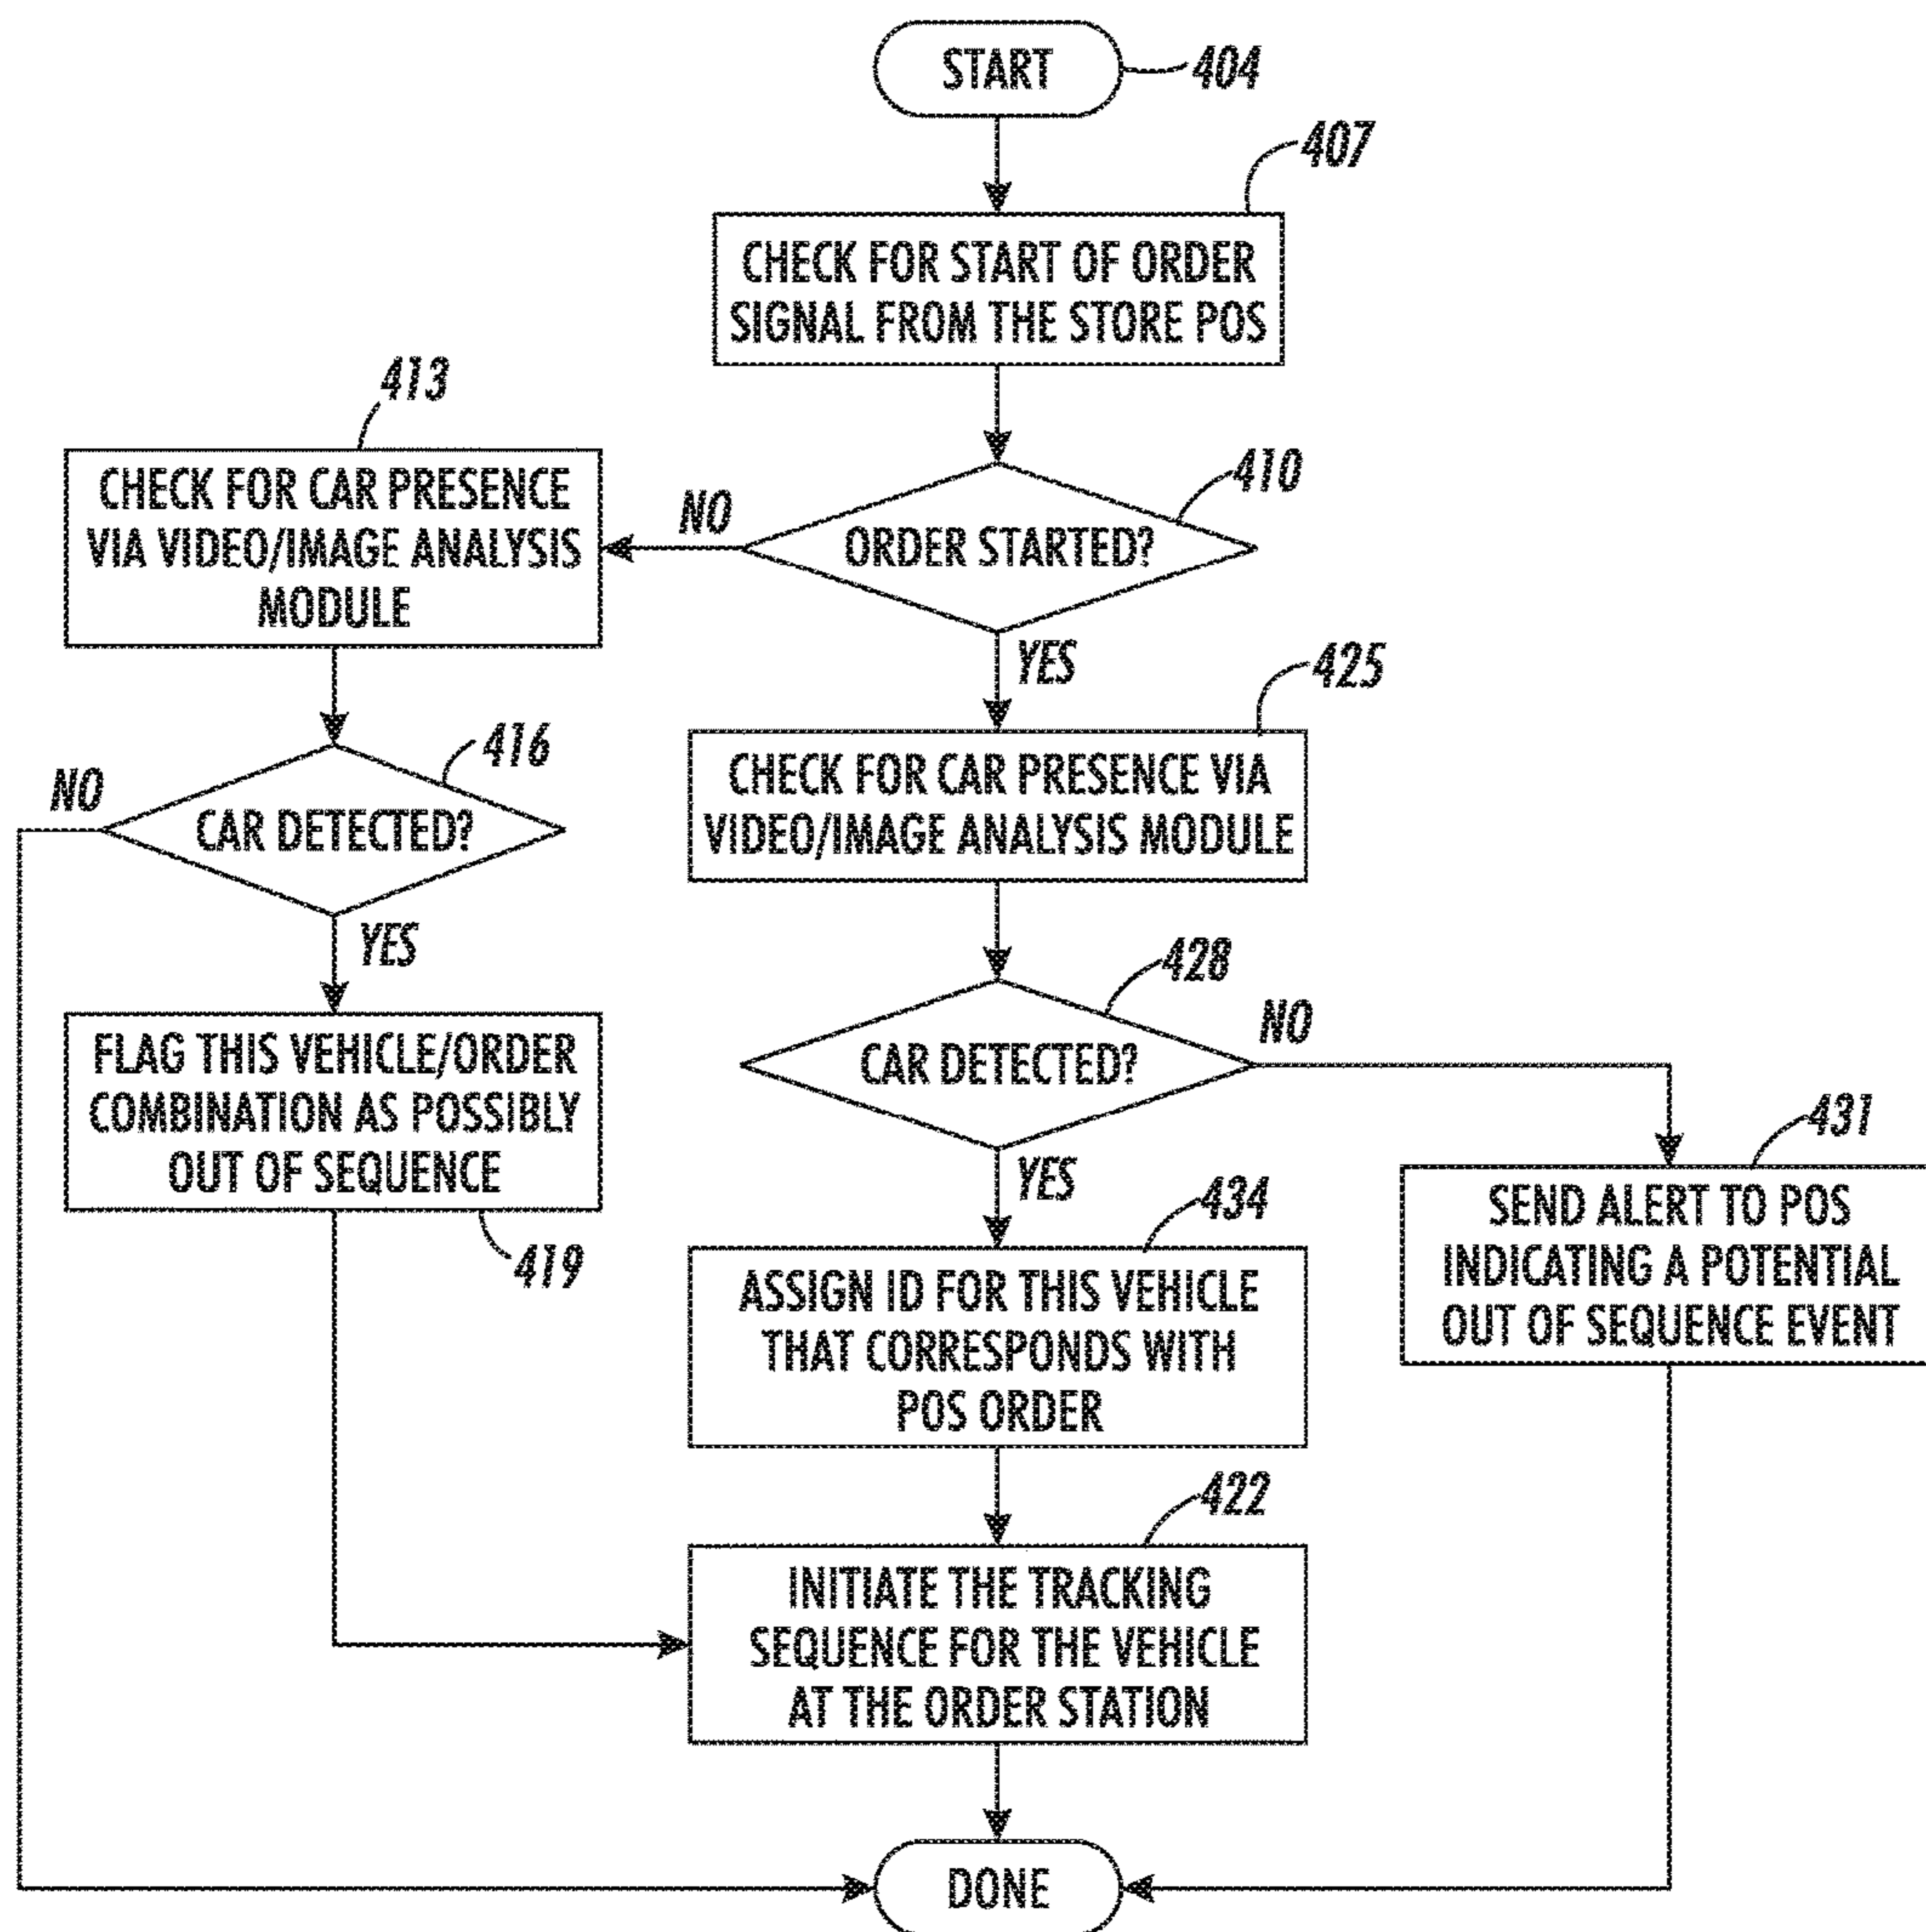 START
404
407
CHECK FOR START OF ORDER
SIGNAL FROM THE STORE POS
413
410
CHECK FOR CAR PRESENCE
VIA VIDEO/IMAGE ANALYSIS
MODULE
NO
ORDER STARTED?
YES
425
416
NO
CAR DETECTED?
CHECK FOR CAR PRESENCE VIA
VIDEO/IMAGE ANALYSIS MODULE
YES
428
FLAG THIS VEHICLE/ORDER
COMBINATION AS POSSIBLY
OUT OF SEQUENCE
419
CAR DETECTED?
NO
YES
431
434
SEND ALERT TO POS
INDICATING A POTENTIAL
OUT OF SEQUENCE EVENT
ASSIGN ID FOR THIS VEHICLE
THAT CORRESPONDS WITH
POS ORDER
422
INITIATE THE TRACKING
SEQUENCE FOR THE VEHICLE
AT THE ORDER STATION
DONE